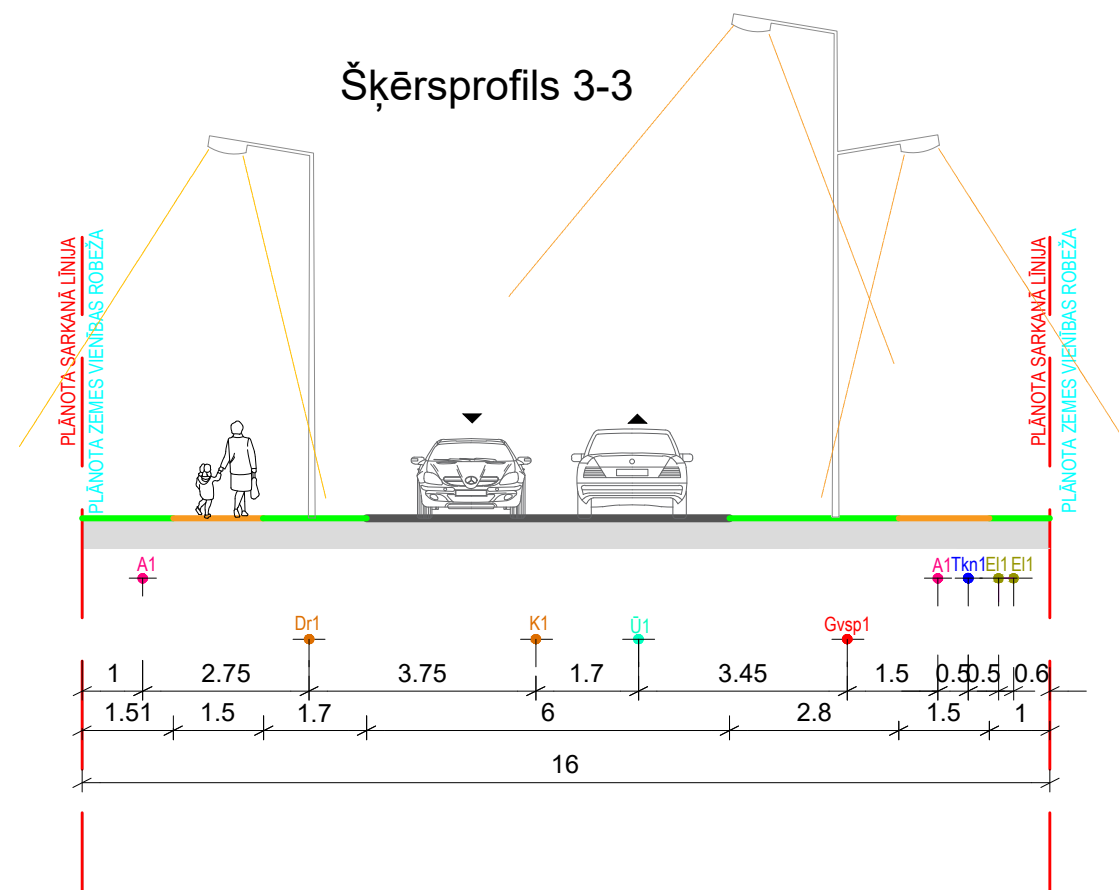 Šķērsprofils 3-3
PLĀNOTA SARKANĀ LĪNIJA
PLĀNOTA ZEMES VIENĪBAS ROBEŽA
PLĀNOTA SARKANĀ LĪNIJA
PLĀNOTA ZEMES VIENĪBAS ROBEŽA
A1 A1 Tkn1 El1 El1
Dr1 K1 Ū1 Gvsp1
1 2.75 3.75 1.7 3.45 1.5 0.5 0.5 0.6
1.51 1.5 1.7 6 2.8 1.5 1
16